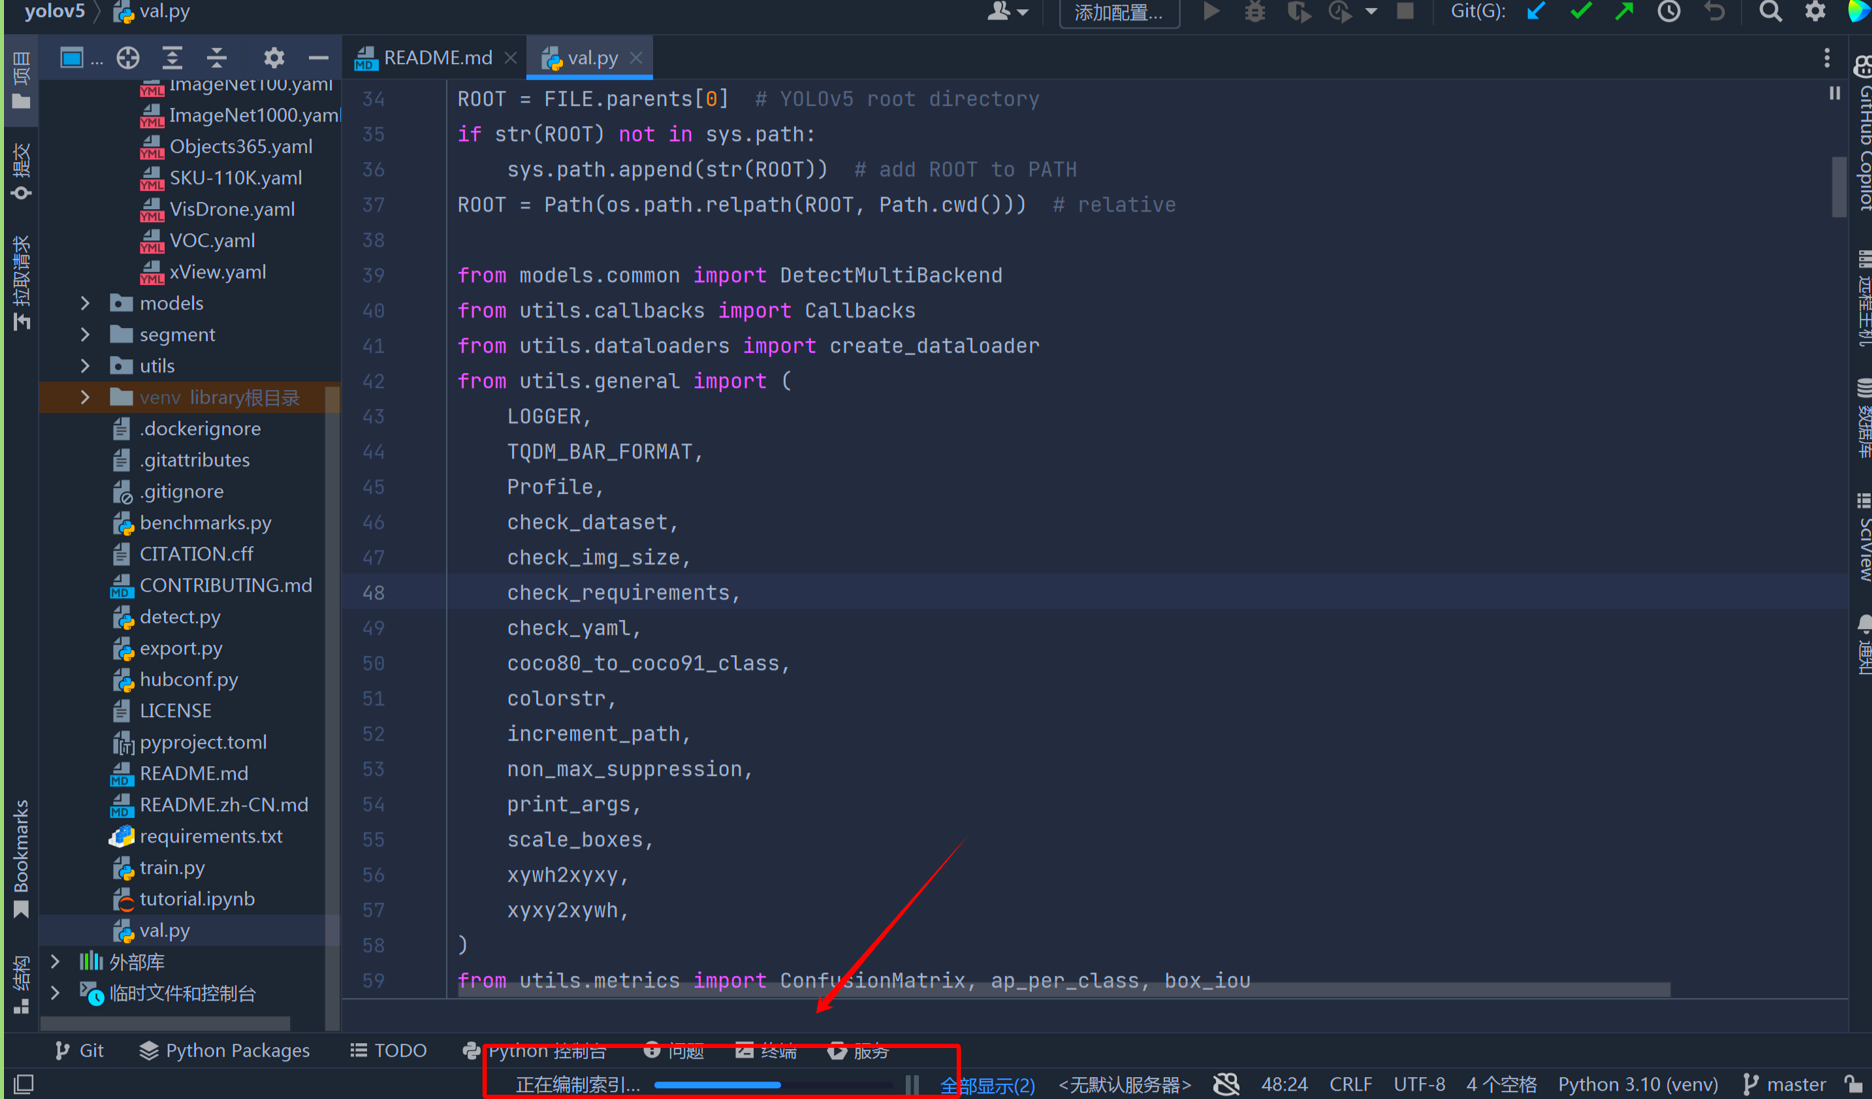 yolov5 val.py 添加配置... Git(G):
...
README.md
val.py
项目
提交
拉取请求
Bookmarks
结构
ImageNet100.yaml
ImageNet1000.yaml
Objects365.yaml
SKU-110K.yaml
VisDrone.yaml
VOC.yaml
xView.yaml
models
segment
utils
venv library根目录
.dockerignore
.gitattributes
.gitignore
benchmarks.py
CITATION.cff
CONTRIBUTING.md
detect.py
export.py
hubconf.py
LICENSE
pyproject.toml
README.md
README.zh-CN.md
requirements.txt
train.py
tutorial.ipynb
val.py
外部库
临时文件和控制台
34 ROOT = FILE.parents[0]  # YOLOv5 root directory
35 if str(ROOT) not in sys.path:
36     sys.path.append(str(ROOT))  # add ROOT to PATH
37 ROOT = Path(os.path.relpath(ROOT, Path.cwd()))  # relative
38
39 from models.common import DetectMultiBackend
40 from utils.callbacks import Callbacks
41 from utils.dataloaders import create_dataloader
42 from utils.general import (
43     LOGGER,
44     TQDM_BAR_FORMAT,
45     Profile,
46     check_dataset,
47     check_img_size,
48     check_requirements,
49     check_yaml,
50     coco80_to_coco91_class,
51     colorstr,
52     increment_path,
53     non_max_suppression,
54     print_args,
55     scale_boxes,
56     xywh2xyxy,
57     xyxy2xywh,
58 )
59 from utils.metrics import ConfusionMatrix, ap_per_class, box_iou
GitHub Copilot
远程主机
数据库
SciView
通知
Git Python Packages TODO Python 控制台 问题 终端 服务
正在编制索引... 全部显示(2) <无默认服务器> 48:24 CRLF UTF-8 4 个空格 Python 3.10 (venv) master